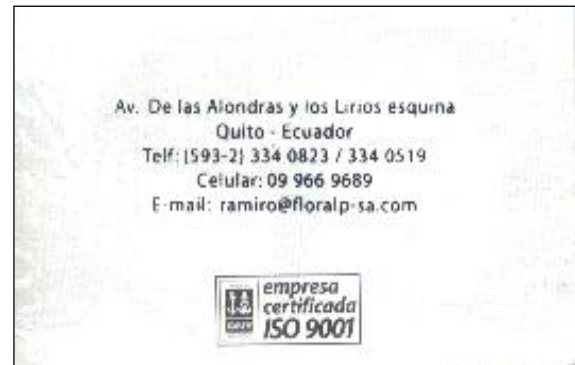 Av. De las Alondras y los Lirios esquina
Quito - Ecuador
Telf: (593-2) 334 0823 / 334 0519
Celular: 09 966 9689
E-mail: ramiro@floralp-sa.com
empresa
certificada
ISO 9001